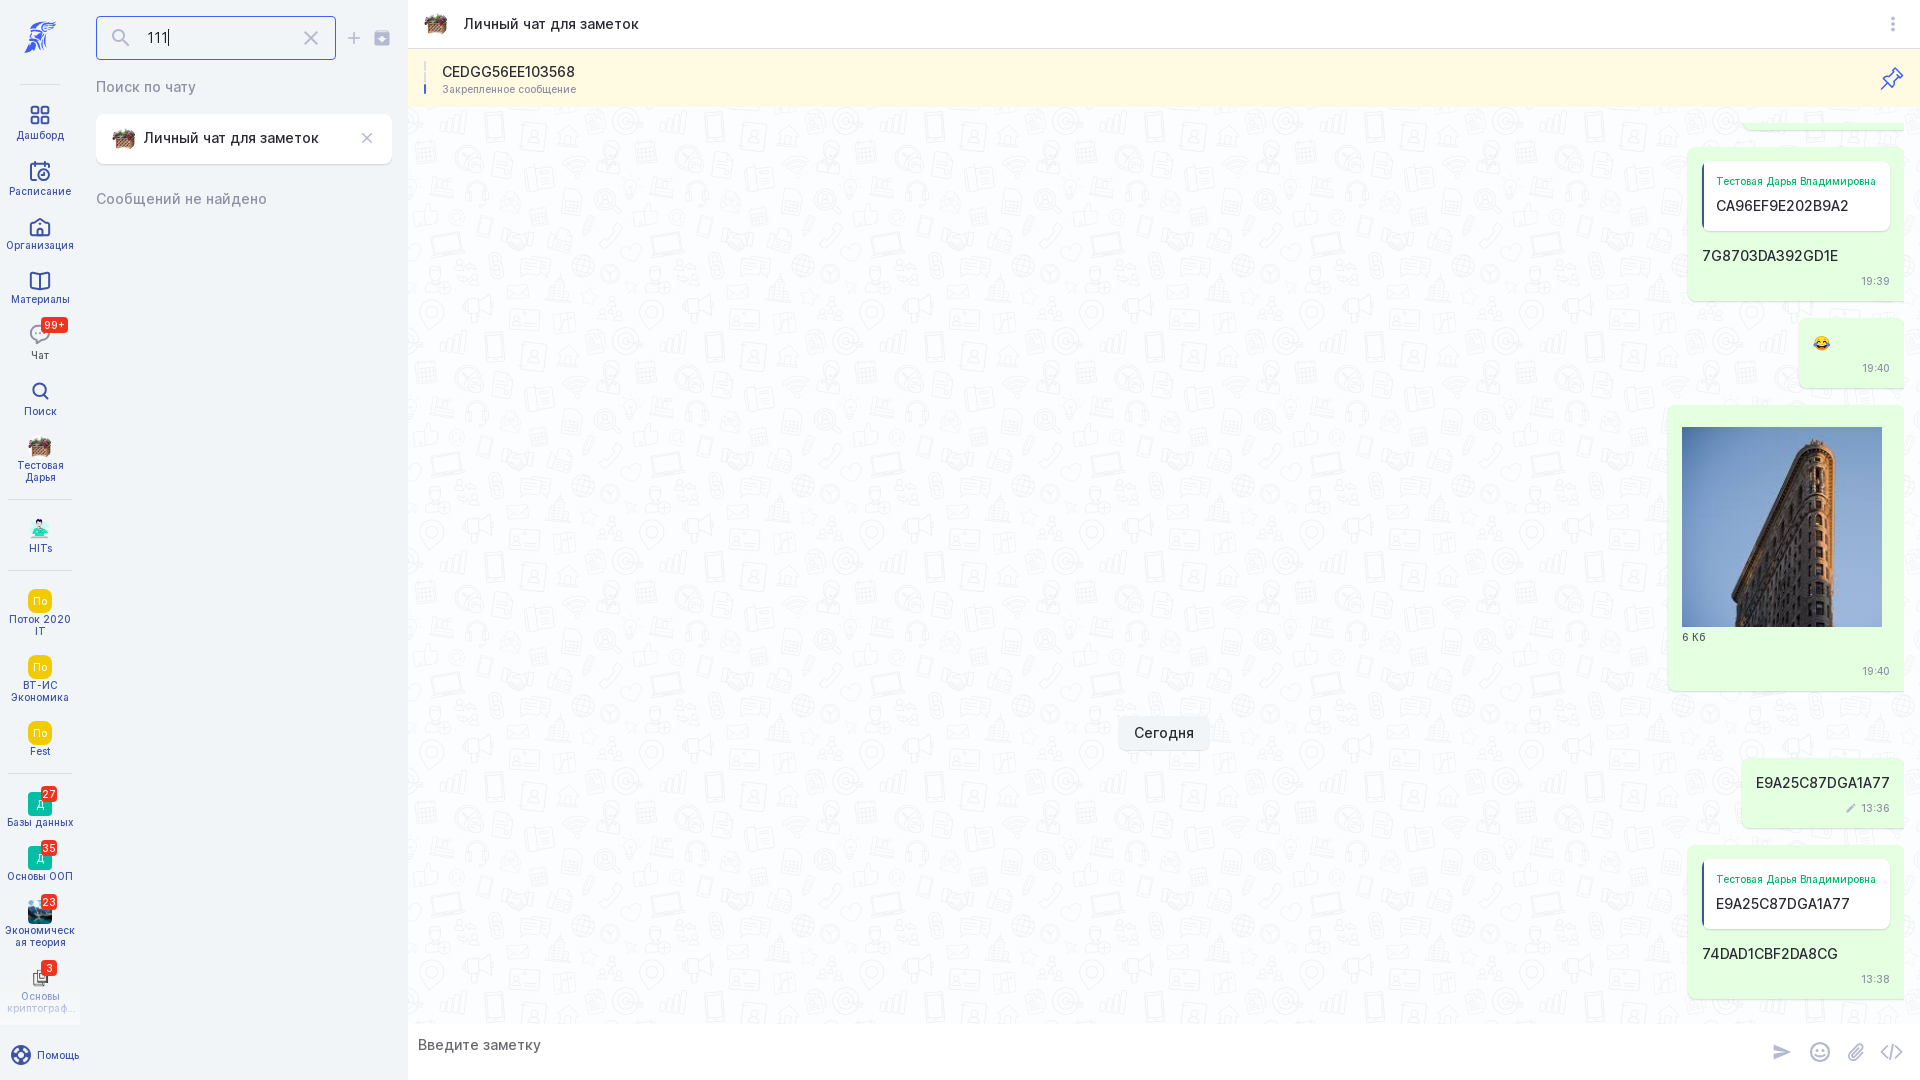 111
Поиск по чату
Личный чат для заметок
Сообщений не найдено
Дашборд
Расписание
Организация
Материалы
99+
Чат
Поиск
Тестовая
Дарья
HITs
По
Поток 2020
IT
По
ВТ-ИС
Экономика
По
Fest
27
Д
Базы данных
35
Д
Основы ООП
23
Экономическ
ая теория
3
Основы
криптограф...
Помощь
Личный чат для заметок
CEDGG56EE103568
Закрепленное сообщение
Тестовая Дарья Владимировна
CA96EF9E202B9A2
7G8703DA392GD1E
19:39
😂
19:40
6 Кб
19:40
Сегодня
E9A25C87DGA1A77
13:36
Тестовая Дарья Владимировна
E9A25C87DGA1A77
74DAD1CBF2DA8CG
13:38
Введите заметку